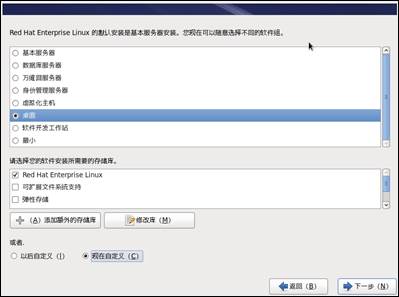 Red Hat Enterprise Linux 的默认安装是基本服务器安装。您现在可以随意选择不同的软件组。
基本服务器
数据库服务器
万维网服务器
身份管理服务器
虚拟化主机
桌面
软件开发工作站
最小
请选择您的软件安装所需要的存储库。
Red Hat Enterprise Linux
可扩展文件系统支持
弹性存储
(A) 添加额外的存储库
修改库 (M)
或者,
以后自定义 (l)
现在自定义 (C)
返回 (B)
下一步 (N)